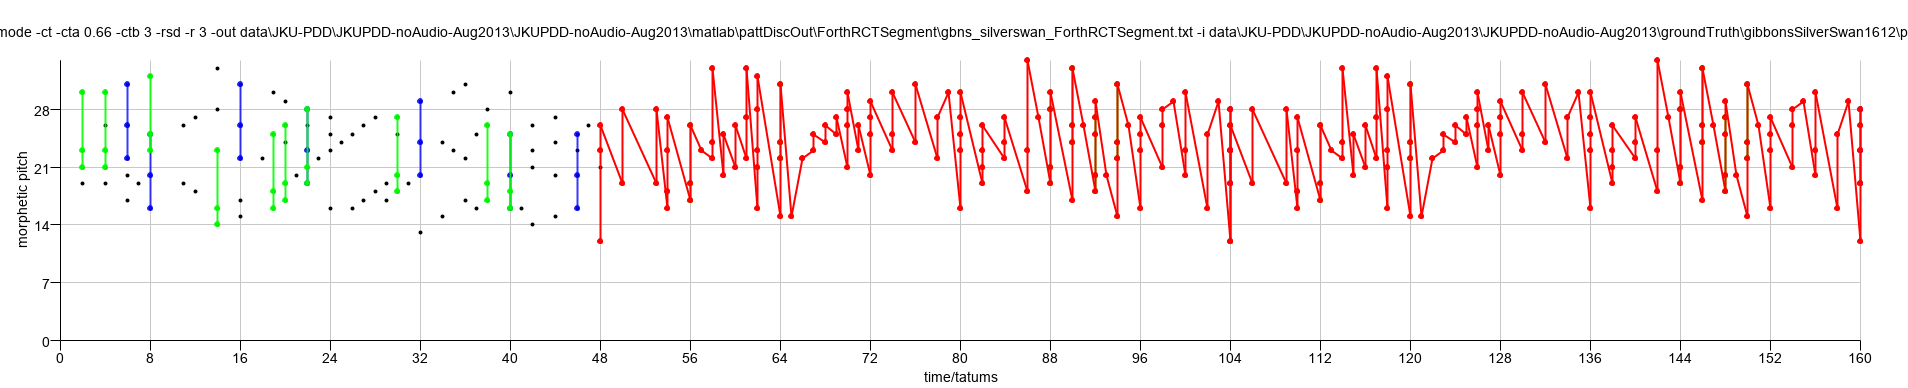 mode -ct -cta 0.66 -ctb 3 -rsd -r 3 -out data\JKU-PDD\JKUPDD-noAudio-Aug2013\JKUPDD-noAudio-Aug2013\matlab\pattDiscOut\ForthRCTSegment\gbns_silverswan_ForthRCTSegment.txt -i data\JKU-PDD\JKUPDD-noAudio-Aug2013\JKUPDD-noAudio-Aug2013\groundTruth\gibbonsSilverSwan1612\p
28
21
14
7
0
morphetic pitch
0 8 16 24 32 40 48 56 64 72 80 88 96 104 112 120 128 136 144 152 160
time/tatums